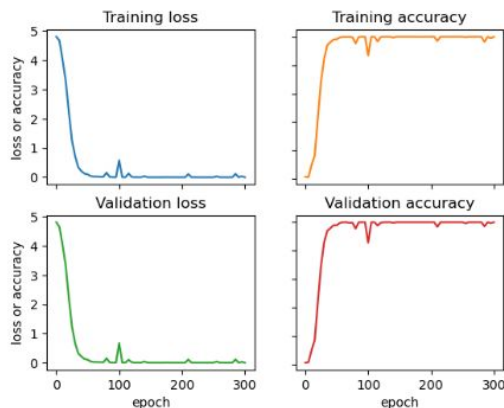 Training loss
Training accuracy
loss or accuracy
5
4
3
2
1
0
Validation loss
Validation accuracy
loss or accuracy
5
4
3
2
1
0
0 100 200 300
0 100 200 300
epoch
epoch